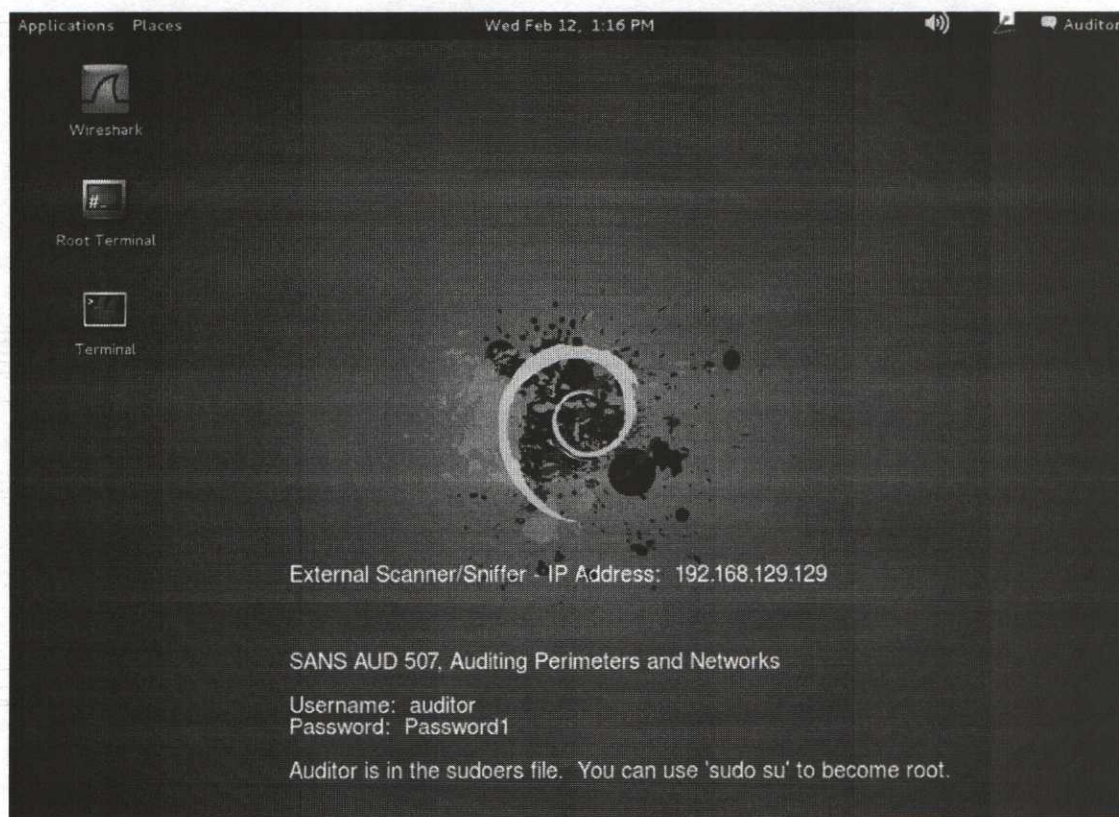 Applications Places Wed Feb 12, 1:16 PM Auditor
Wireshark
#_
Root Terminal
>_
Terminal
External Scanner/Sniffer - IP Address: 192.168.129.129
SANS AUD 507, Auditing Perimeters and Networks
Username: auditor
Password: Password1
Auditor is in the sudoers file. You can use 'sudo su' to become root.